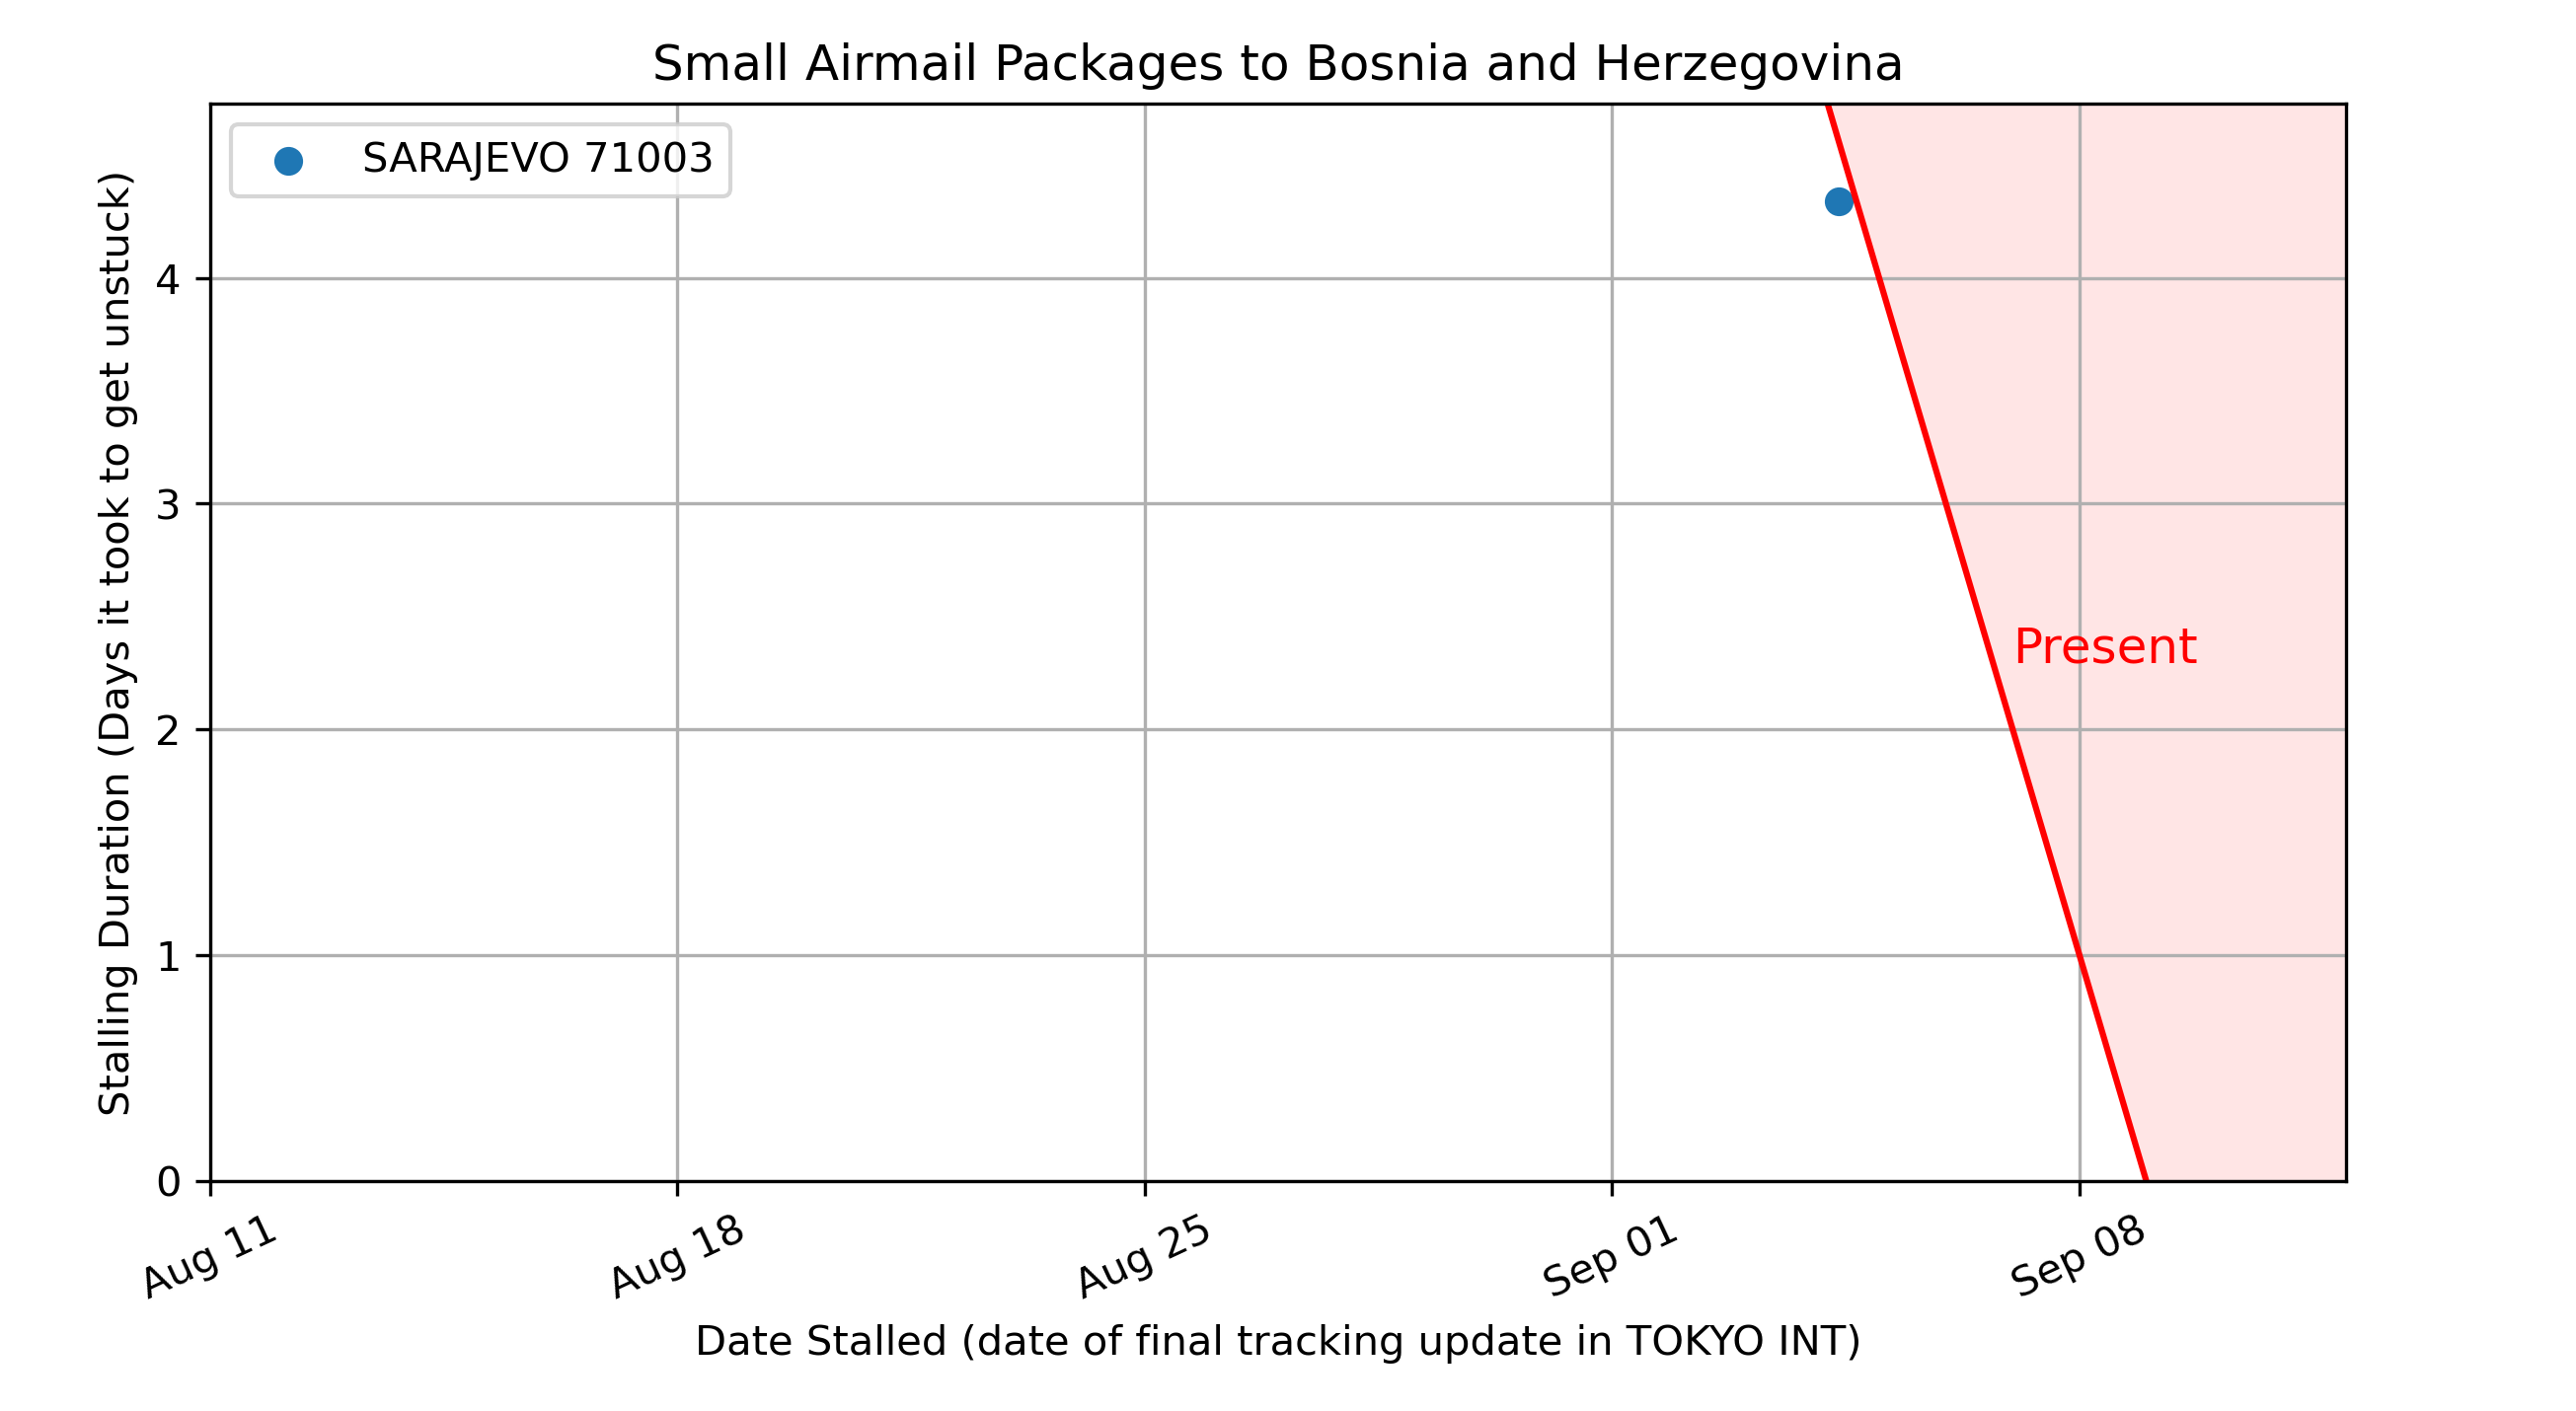 Small Airmail Packages to Bosnia and Herzegovina
SARAJEVO 71003
Stalling Duration (Days it took to get unstuck)
4
3
2
1
0
Present
Aug 11
Aug 18
Aug 25
Sep 01
Sep 08
Date Stalled (date of final tracking update in TOKYO INT)